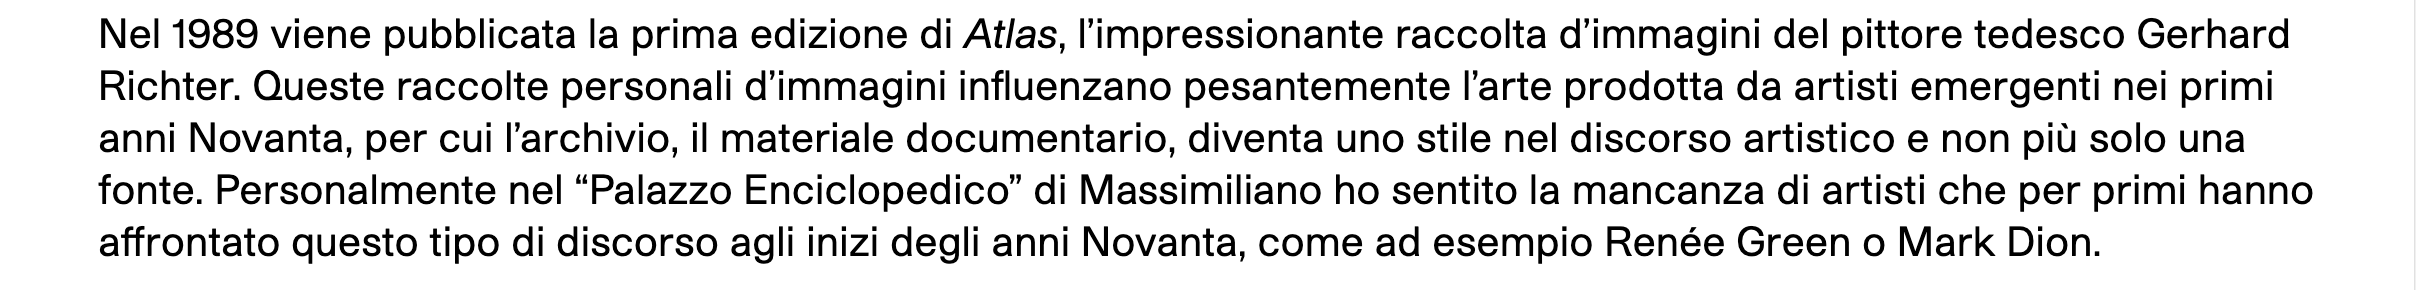 Nel 1989 viene pubblicata la prima edizione di Atlas, l’impressionante raccolta d’immagini del pittore tedesco Gerhard
Richter. Queste raccolte personali d’immagini influenzano pesantemente l’arte prodotta da artisti emergenti nei primi
anni Novanta, per cui l’archivio, il materiale documentario, diventa uno stile nel discorso artistico e non più solo una
fonte. Personalmente nel “Palazzo Enciclopedico” di Massimiliano ho sentito la mancanza di artisti che per primi hanno
affrontato questo tipo di discorso agli inizi degli anni Novanta, come ad esempio Renée Green o Mark Dion.